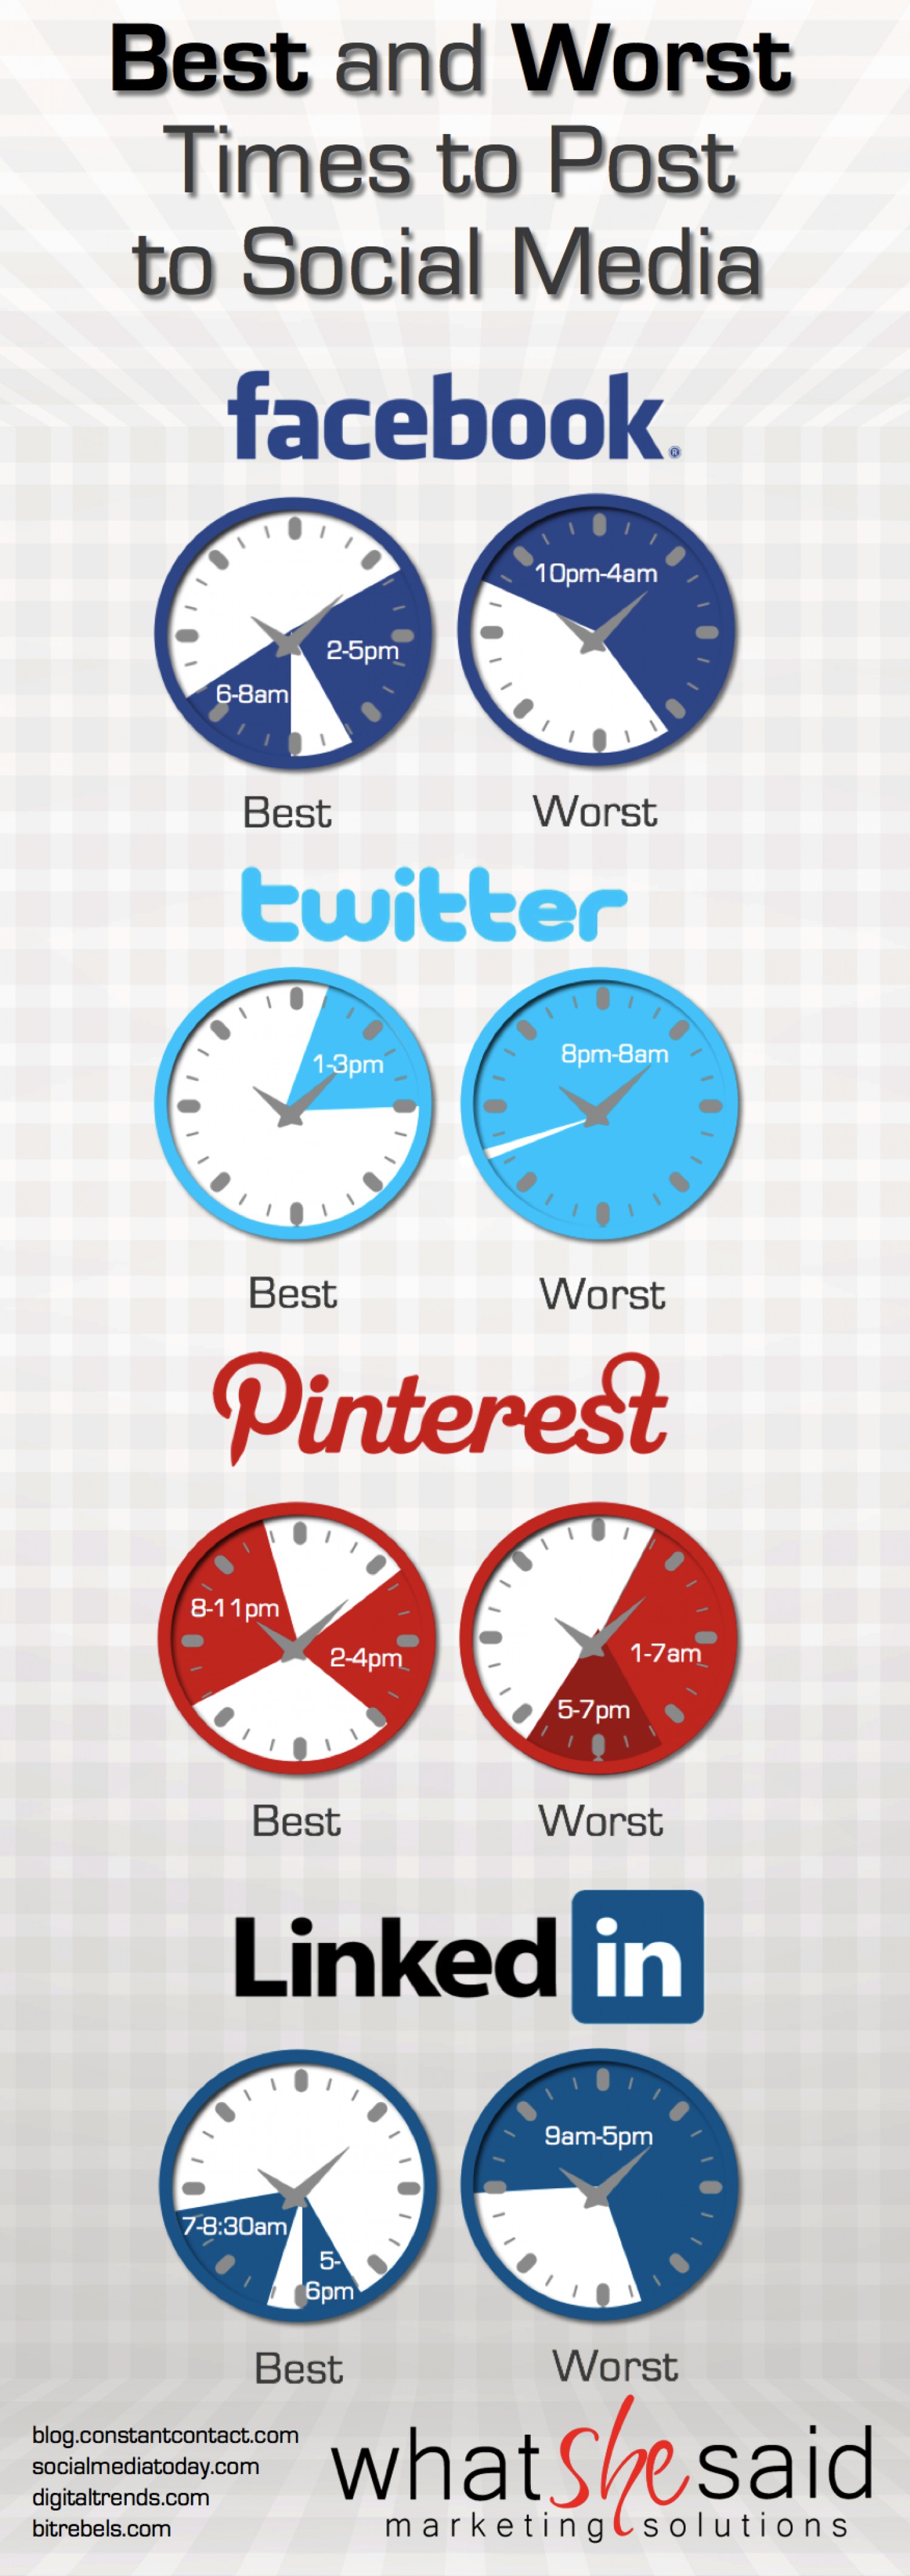 Best and Worst
Times to Post
to Social Media
facebook®
10pm-4am
2-5pm
6-8am
Best Worst
twitter
1-3pm
8pm-8am
Best Worst
Pinterest
8-11pm
2-4pm
1-7am
5-7pm
Best Worst
Linked in
9am-5pm
7-8:30am
5-
6pm
Best Worst
blog.constantcontact.com
socialmediatoday.com
digitaltrends.com
bitrebels.com
what she said
marketing solutions